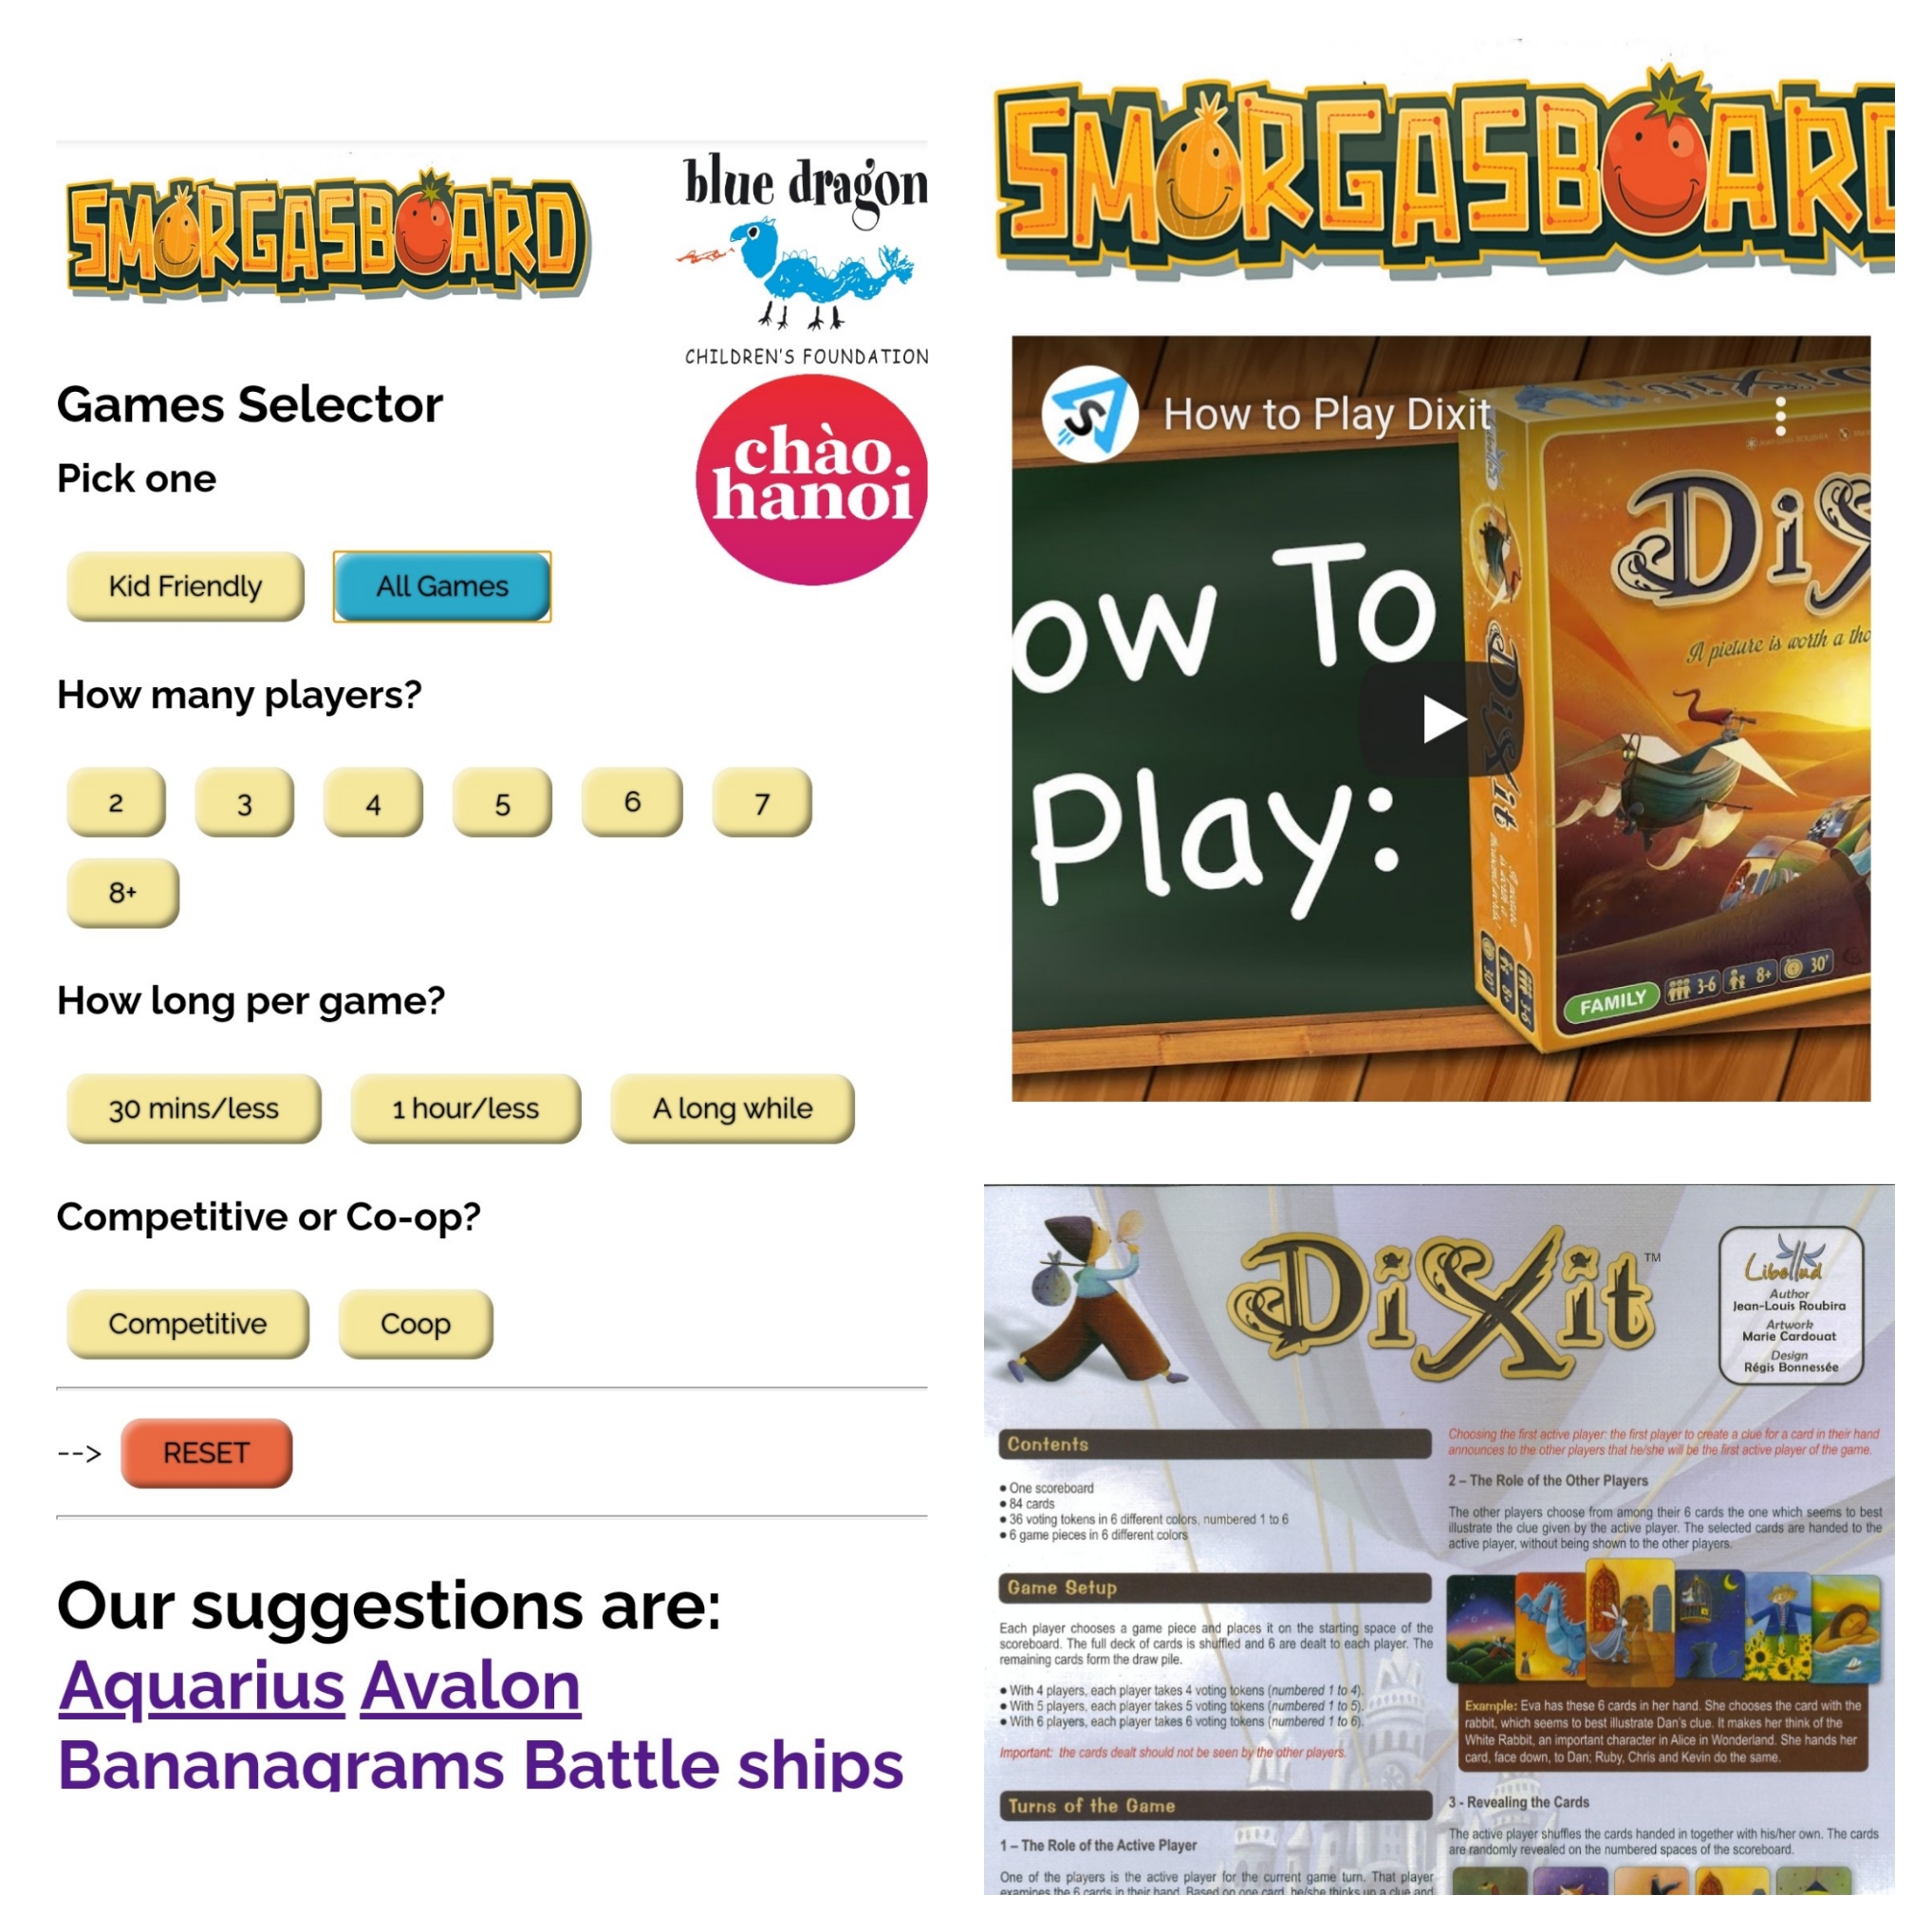 SMORGASBOARD
blue dragon
CHILDREN'S FOUNDATION
chào
hanoi
Games Selector
Pick one
Kid Friendly All Games
How many players?
2 3 4 5 6 7
8+
How long per game?
30 mins/less 1 hour/less A long while
Competitive or Co-op?
Competitive Coop
--> RESET
Our suggestions are:
Aquarius Avalon
Bananagrams Battle ships
SMORGASBOAR
How to Play Dixit
ow To
Play:
Dix
A picture is worth a tho
Dixit
FAMILY 3-6 8+ 30'
Dixit TM
Libellud
Author
Jean-Louis Roubira
Artwork
Marie Cardouat
Design
Régis Bonnessée
Contents
• One scoreboard
• 84 cards
• 36 voting tokens in 6 different colors, numbered 1 to 6
• 6 game pieces in 6 different colors
Game Setup
Each player chooses a game piece and places it on the starting space of the
scoreboard. The full deck of cards is shuffled and 6 are dealt to each player. The
remaining cards form the draw pile.
• With 4 players, each player takes 4 voting tokens (numbered 1 to 4).
• With 5 players, each player takes 5 voting tokens (numbered 1 to 5).
• With 6 players, each player takes 6 voting tokens (numbered 1 to 6).
Important: the cards dealt should not be seen by the other players.
Turns of the Game
1 – The Role of the Active Player
One of the players is the active player for the current game turn. That player
examines the 6 cards in their hand. Based on one card, he/she thinks up a clue and
Choosing the first active player: the first player to create a clue for a card in their hand
announces to the other players that he/she will be the first active player of the game.
2 – The Role of the Other Players
The other players choose from among their 6 cards the one which seems to best
illustrate the clue given by the active player. The selected cards are handed to the
active player, without being shown to the other players.
Example: Eva has these 6 cards in her hand. She chooses the card with the
rabbit, which seems to best illustrate Dan's clue. It makes her think of the
White Rabbit, an important character in Alice in Wonderland. She hands her
card, face down, to Dan; Ruby, Chris and Kevin do the same.
3 - Revealing the Cards
The active player shuffles the cards handed in together with his/her own. The cards
are randomly revealed on the numbered spaces of the scoreboard.